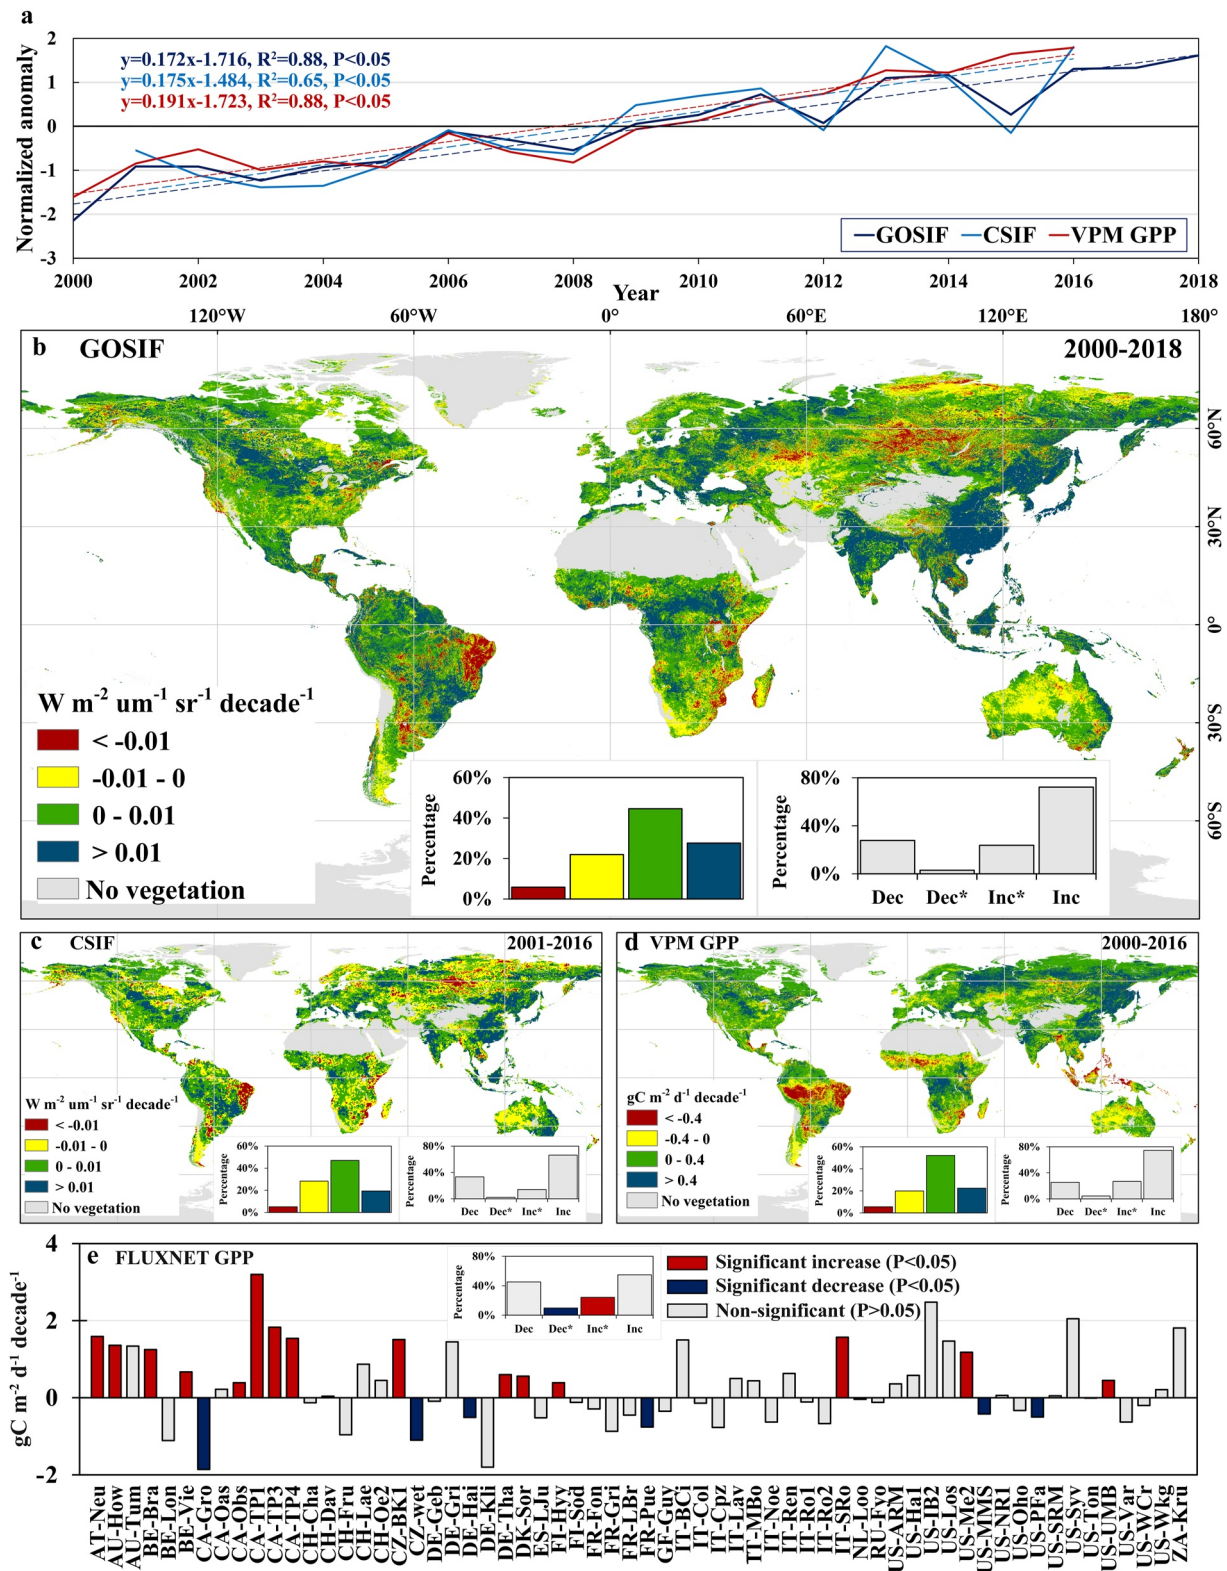 a
Normalized anomaly
2
1
0
-1
-2
-3
y=0.172x-1.716, R²=0.88, P<0.05
y=0.175x-1.484, R²=0.65, P<0.05
y=0.191x-1.723, R²=0.88, P<0.05
GOSIF CSIF VPM GPP
2000 2002 2004 2006 2008 2010 2012 2014 2016 2018
Year
120°W 60°W 0° 60°E 120°E 180°
b GOSIF 2000-2018
60°N
30°N
0°
30°S
60°S
W m⁻² um⁻¹ sr⁻¹ decade⁻¹
< -0.01
-0.01 - 0
0 - 0.01
> 0.01
No vegetation
Percentage
60%
40%
20%
0%
Percentage
80%
40%
0%
Dec Dec* Inc* Inc
c CSIF 2001-2016
W m⁻² um⁻¹ sr⁻¹ decade⁻¹
< -0.01
-0.01 - 0
0 - 0.01
> 0.01
No vegetation
Percentage
60%
40%
20%
0%
Percentage
80%
40%
0%
Dec Dec* Inc* Inc
d VPM GPP 2000-2016
gC m⁻² d⁻¹ decade⁻¹
< -0.4
-0.4 - 0
0 - 0.4
> 0.4
No vegetation
Percentage
60%
40%
20%
0%
Percentage
80%
40%
0%
Dec Dec* Inc* Inc
e FLUXNET GPP
gC m⁻² d⁻¹ decade⁻¹
4
2
0
-2
Percentage
80%
40%
0%
Dec Dec* Inc* Inc
Significant increase (P<0.05)
Significant decrease (P<0.05)
Non-significant (P>0.05)
AT-Neu
AU-How
AU-Tum
BE-Bra
BE-Lon
BE-Vie
CA-Gro
CA-Oas
CA-Obs
CA-TP1
CA-TP3
CA-TP4
CH-Cha
CH-Dav
CH-Fru
CH-Lae
CH-Oe2
CZ-BK1
CZ-wet
DE-Geb
DE-Gri
DE-Hai
DE-Kli
DE-Tha
DK-Sor
ES-LJu
FI-Hyy
FI-Sod
FR-Fon
FR-Gri
FR-LBr
FR-Pue
GF-Guy
IT-BCi
IT-Col
IT-Cpz
IT-Lav
IT-MBo
IT-Noe
IT-Ren
IT-Ro1
IT-Ro2
IT-SRo
NL-Loo
RU-Fyo
US-ARM
US-Ha1
US-IB2
US-Los
US-Me2
US-MMS
US-NR1
US-Oho
US-PFa
US-SRM
US-Syv
US-Ton
US-UMB
US-Var
US-WCr
US-Wkg
ZA-Kru